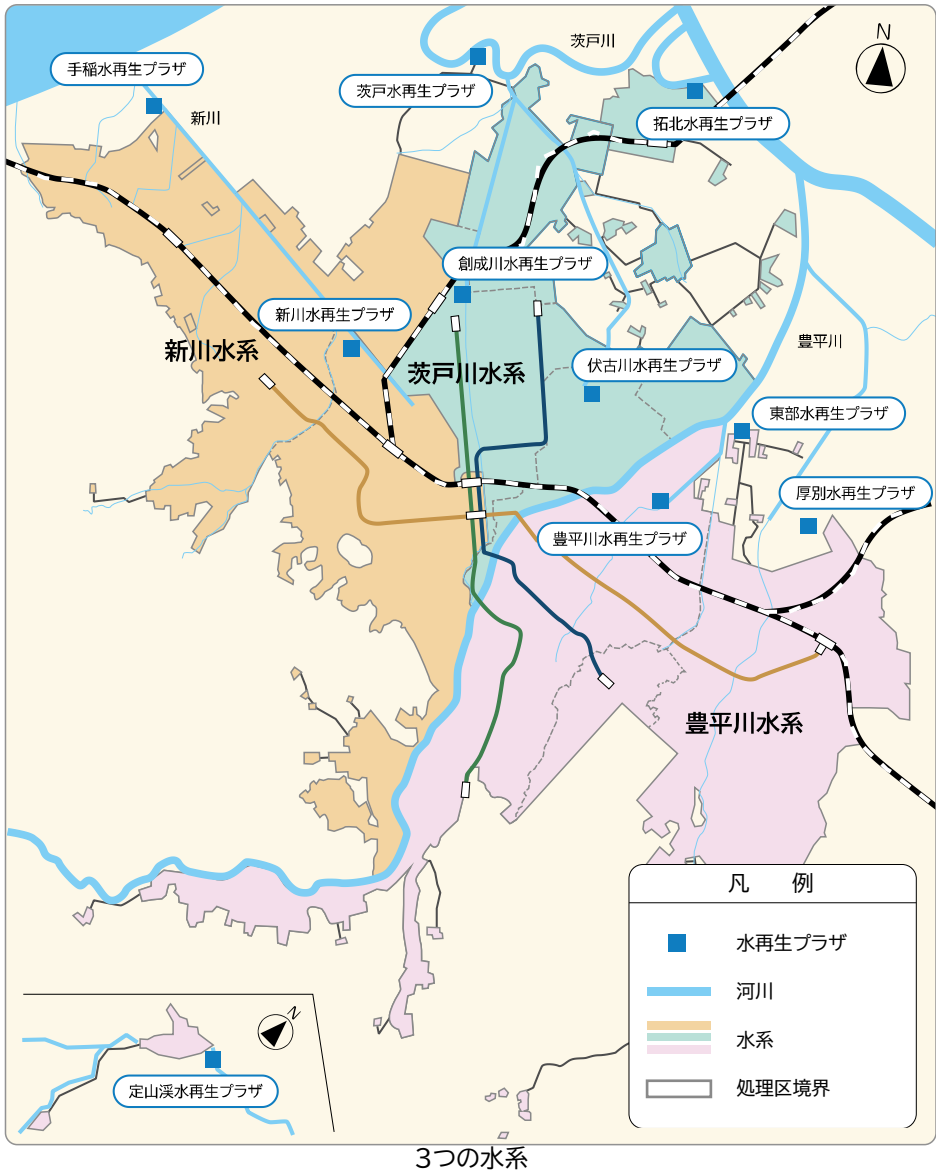 茨戸川
N
手稲水再生プラザ
茨戸水再生プラザ
新川
拓北水再生プラザ
創成川水再生プラザ
新川水再生プラザ
豊平川
新川水系
茨戸川水系
伏古川水再生プラザ
東部水再生プラザ
厚別水再生プラザ
豊平川水再生プラザ
豊平川水系
凡　例
水再生プラザ
河川
水系
処理区境界
N
定山渓水再生プラザ
3つの水系